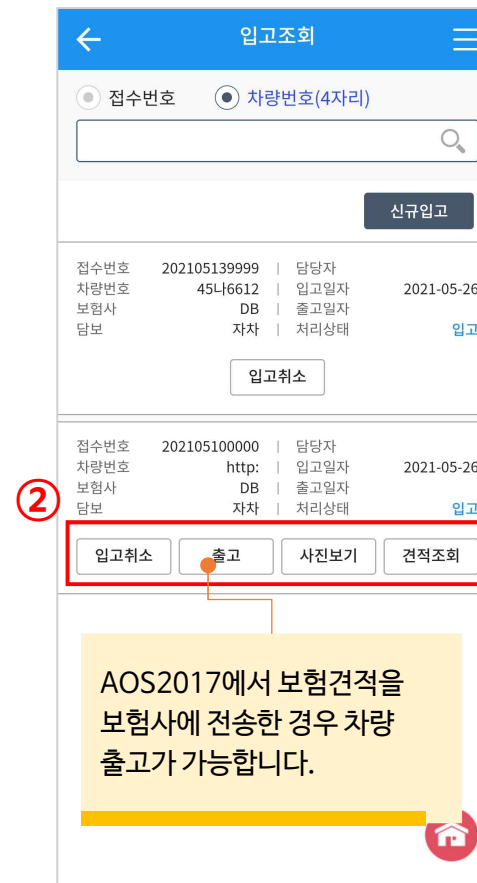 입고조회
접수번호 차량번호(4자리)
신규입고
접수번호 202105139999 | 담당자
차량번호 45나6612 | 입고일자 2021-05-26
보험사 DB | 출고일자
담보 자차 | 처리상태 입고
입고취소
접수번호 202105100000 | 담당자
차량번호 http: | 입고일자 2021-05-26
보험사 DB | 출고일자
담보 자차 | 처리상태 입고
②
입고취소 출고 사진보기 견적조회
AOS2017에서 보험견적을
보험사에 전송한 경우 차량
출고가 가능합니다.